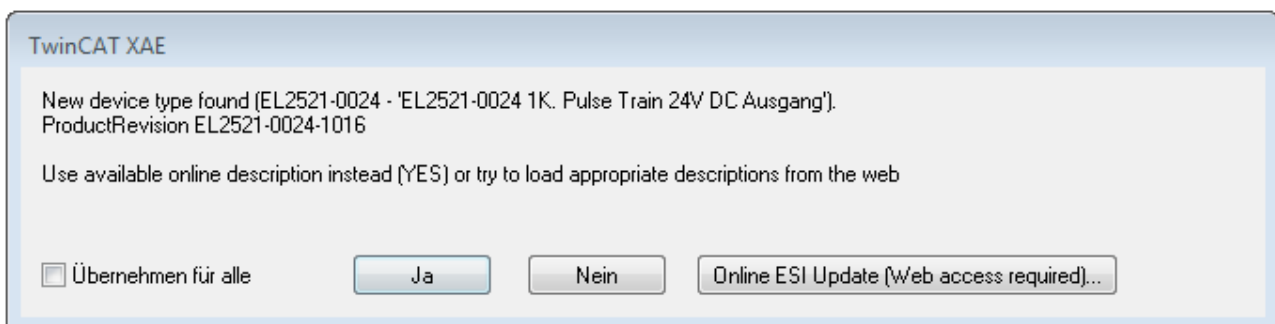 TwinCAT XAE
New device type found (EL2521-0024 - 'EL2521-0024 1K. Pulse Train 24V DC Ausgang').
ProductRevision EL2521-0024-1016
Use available online description instead (YES) or try to load appropriate descriptions from the web
Übernehmen für alle
Ja
Nein
Online ESI Update (Web access required)...